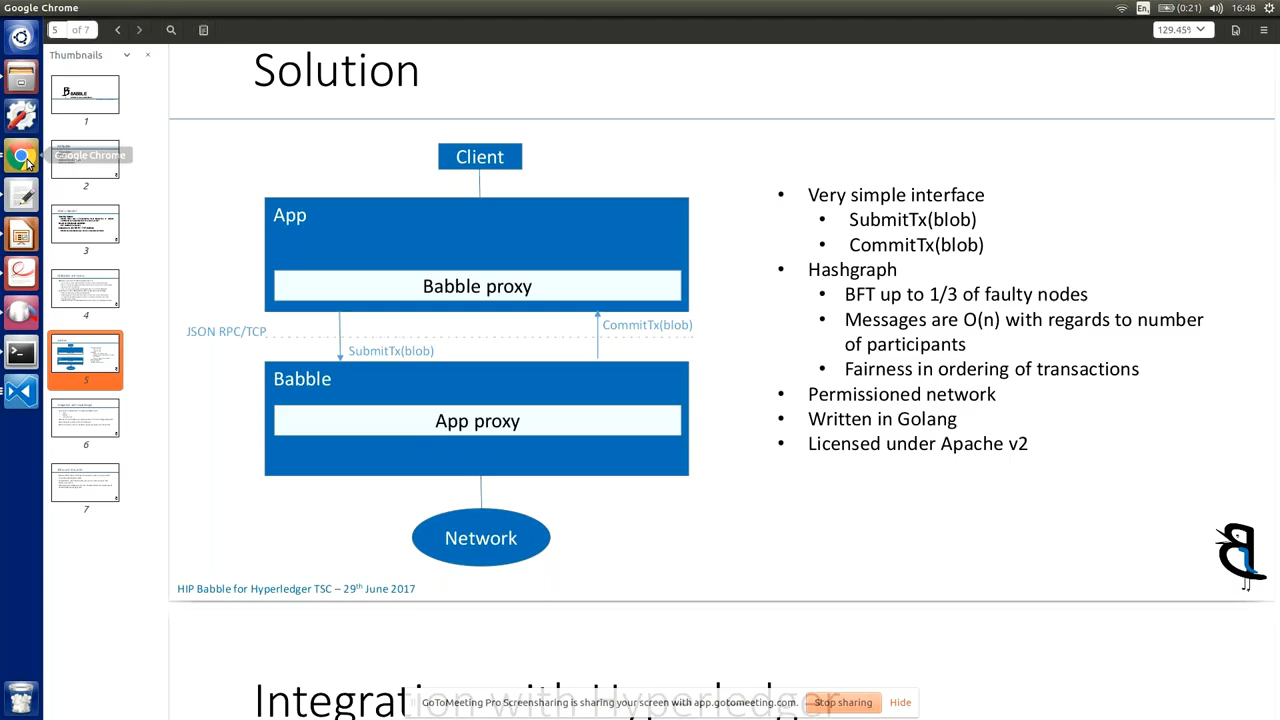 Google Chrome
En
(0:21)
16:48
5
of 7
129.45%
Thumbnails
BABBLE
1
Google Chrome
2
3
4
5
6
7
Solution
Client
App
Babble proxy
JSON RPC/TCP
CommitTx(blob)
SubmitTx(blob)
Babble
App proxy
Network
• Very simple interface
• SubmitTx(blob)
• CommitTx(blob)
• Hashgraph
• BFT up to 1/3 of faulty nodes
• Messages are O(n) with regards to number
of participants
• Fairness in ordering of transactions
• Permissioned network
• Written in Golang
• Licensed under Apache v2
HIP Babble for Hyperledger TSC – 29th June 2017
Integration with Hyperledger
GoToMeeting Pro Screensharing is sharing your screen with app.gotomeeting.com.
Stop sharing
Hide